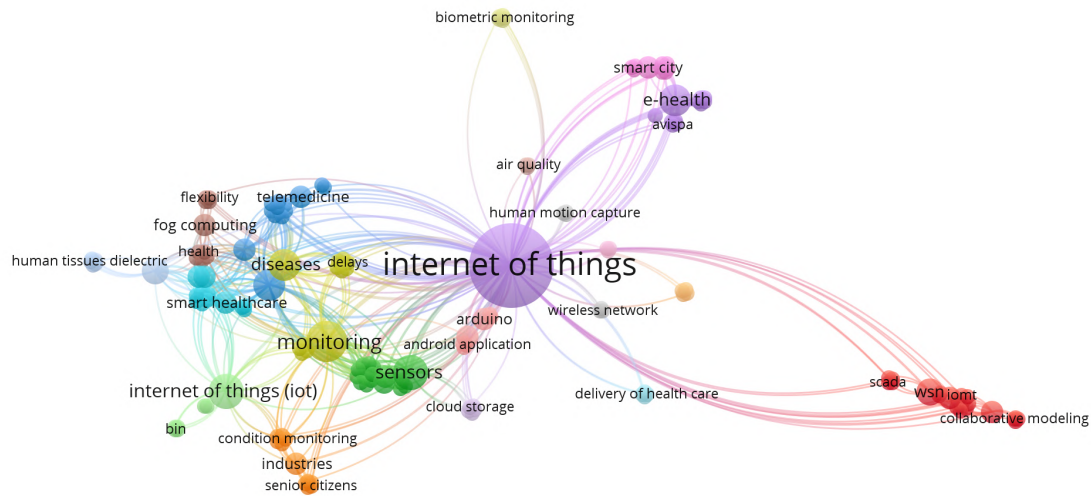 biometric monitoring
smart city
e-health
avispa
air quality
flexibility
telemedicine
human motion capture
fog computing
health
human tissues dielectric
diseases
delays
internet of things
smart healthcare
wireless network
arduino
monitoring
android application
sensors
scada
internet of things (iot)
delivery of health care
wsn
iomt
cloud storage
collaborative modeling
bin
condition monitoring
industries
senior citizens